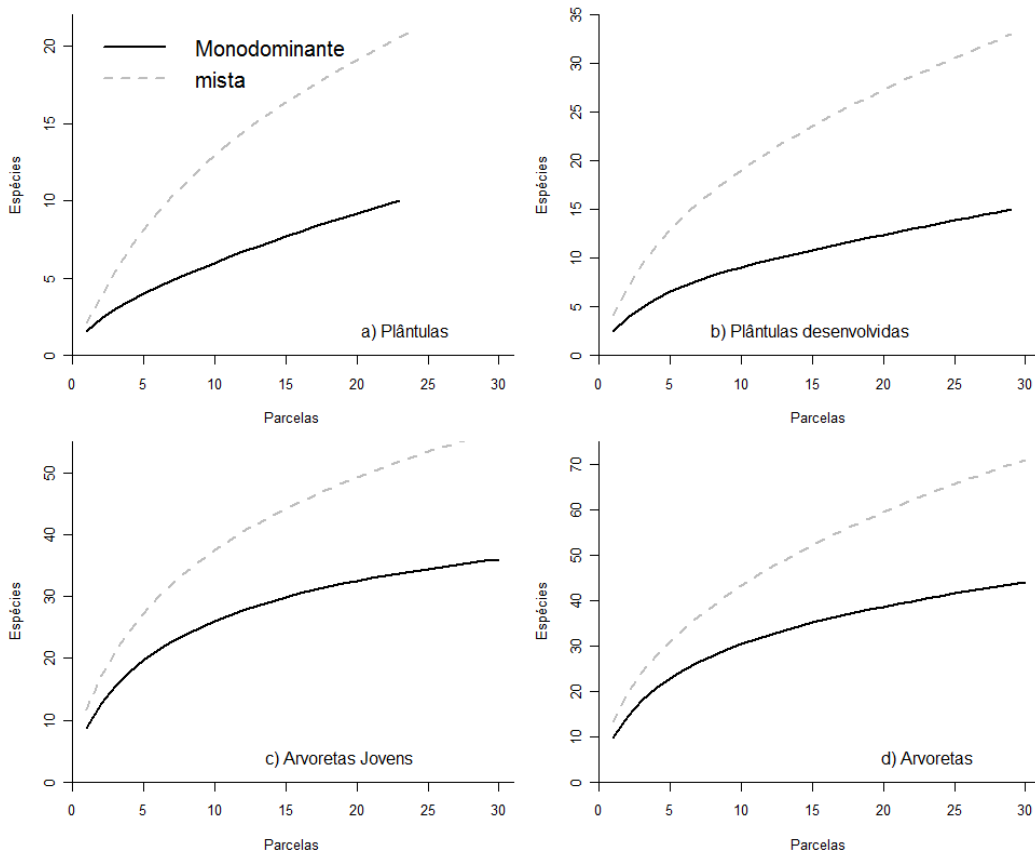 Monodominante
mista
20
15
10
5
0
Espécies
a) Plântulas
0 5 10 15 20 25 30
Parcelas
35
30
25
20
15
10
5
0
Espécies
b) Plântulas desenvolvidas
0 5 10 15 20 25 30
Parcelas
50
40
30
20
10
0
Espécies
c) Arvoretas Jovens
0 5 10 15 20 25 30
Parcelas
70
60
50
40
30
20
10
0
Espécies
d) Arvoretas
0 5 10 15 20 25 30
Parcelas